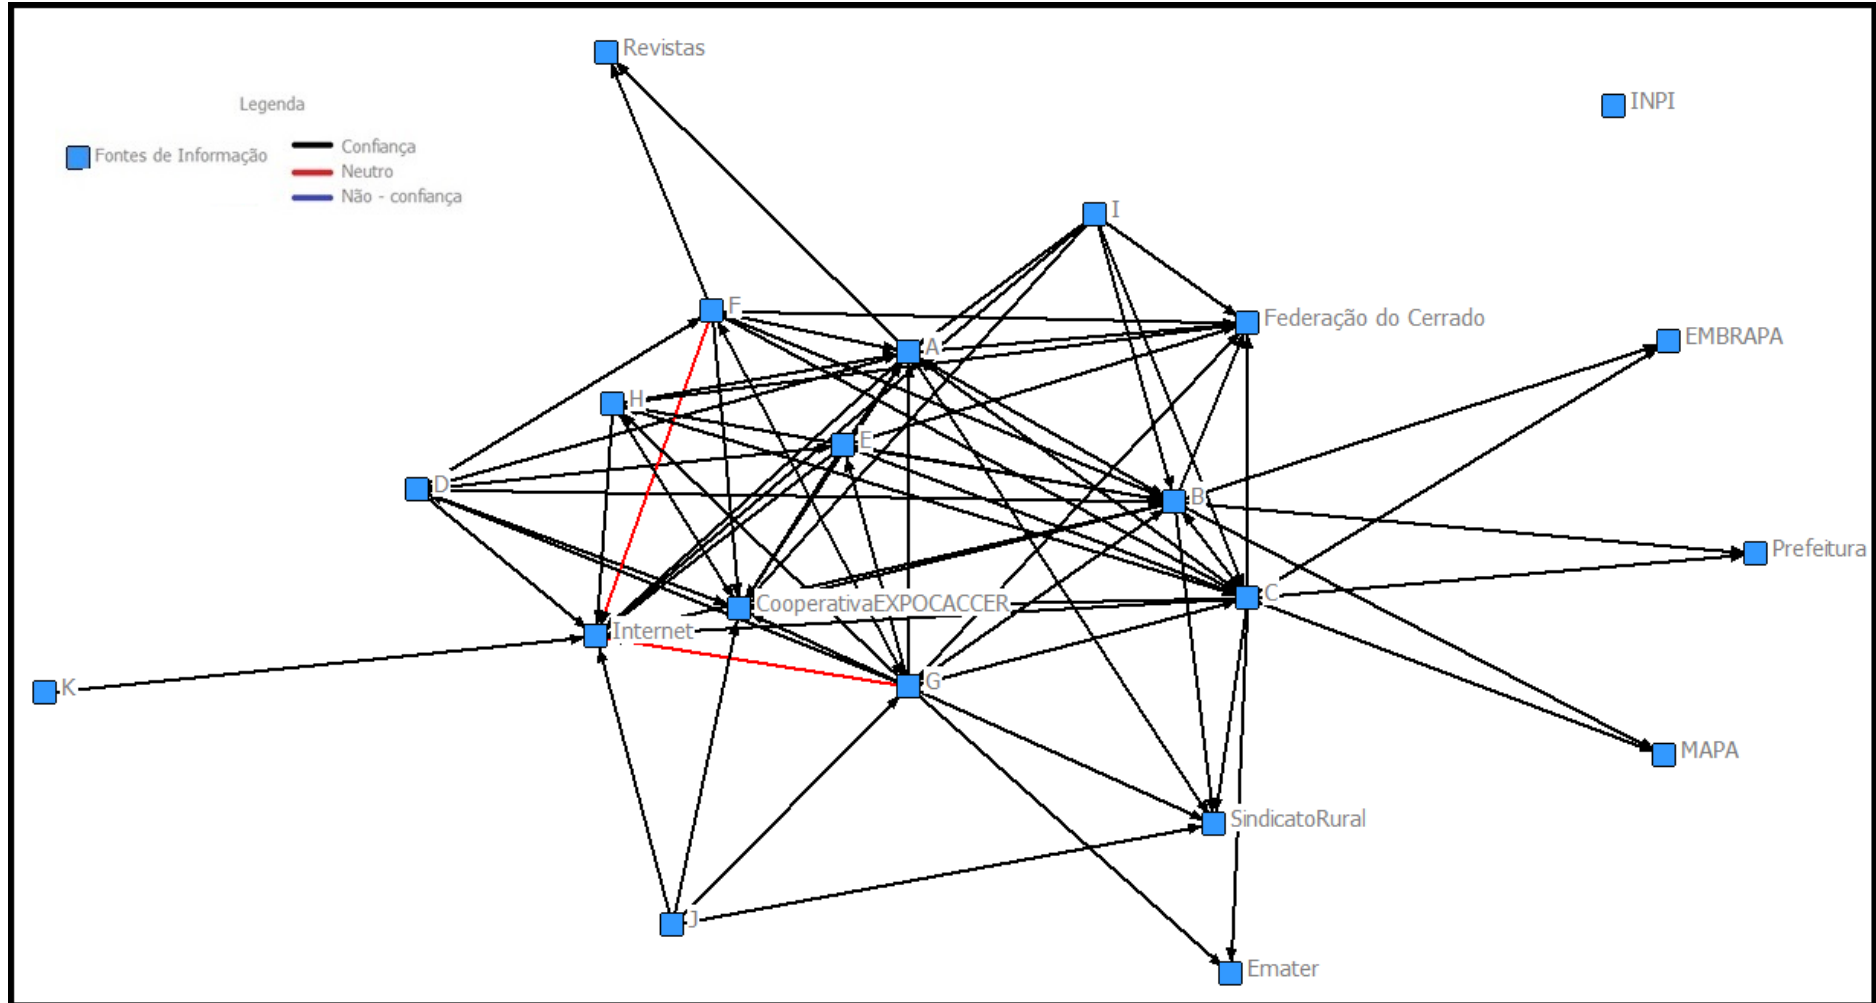 Revistas
INPI
Legenda
Fontes de Informação
Confiança
Neutro
Não - confiança
I
F
Federação do Cerrado
EMBRAPA
A
H
E
D
B
Prefeitura
C
CooperativaEXPOCACCER
Internet
K
G
MAPA
SindicatoRural
J
Emater